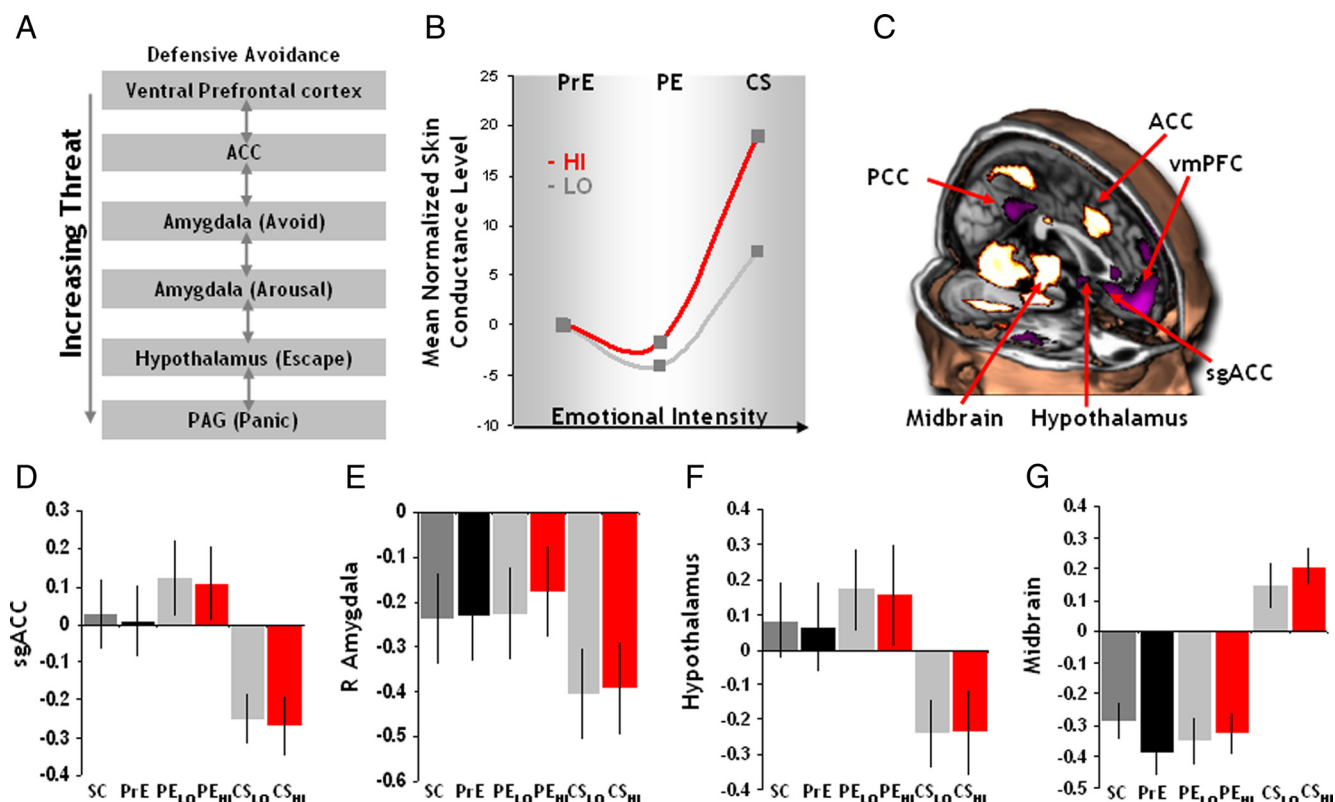 A
Defensive Avoidance
Increasing Threat
Ventral Prefrontal cortex
ACC
Amygdala (Avoid)
Amygdala (Arousal)
Hypothalamus (Escape)
PAG (Panic)
B
Mean Normalized Skin
Conductance Level
25
20
15
10
5
0
-5
-10
PrE PE CS
- HI
- LO
Emotional Intensity
C
ACC
vmPFC
PCC
sgACC
Midbrain Hypothalamus
D
sgACC
0.3
0.2
0.1
0
-0.1
-0.2
-0.3
-0.4
SC PrE PELO PEHI CSLO CSHI
E
R Amygdala
0
-0.1
-0.2
-0.3
-0.4
-0.5
-0.6
SC PrE PELO PEHI CSLO CSHI
F
Hypothalamus
0.4
0.3
0.2
0.1
0
-0.1
-0.2
-0.3
-0.4
SC PrE PELO PEHI CSLO CSHI
G
Midbrain
0.4
0.3
0.2
0.1
0
-0.1
-0.2
-0.3
-0.4
-0.5
SC PrE PELO PEHI CSLO CSHI